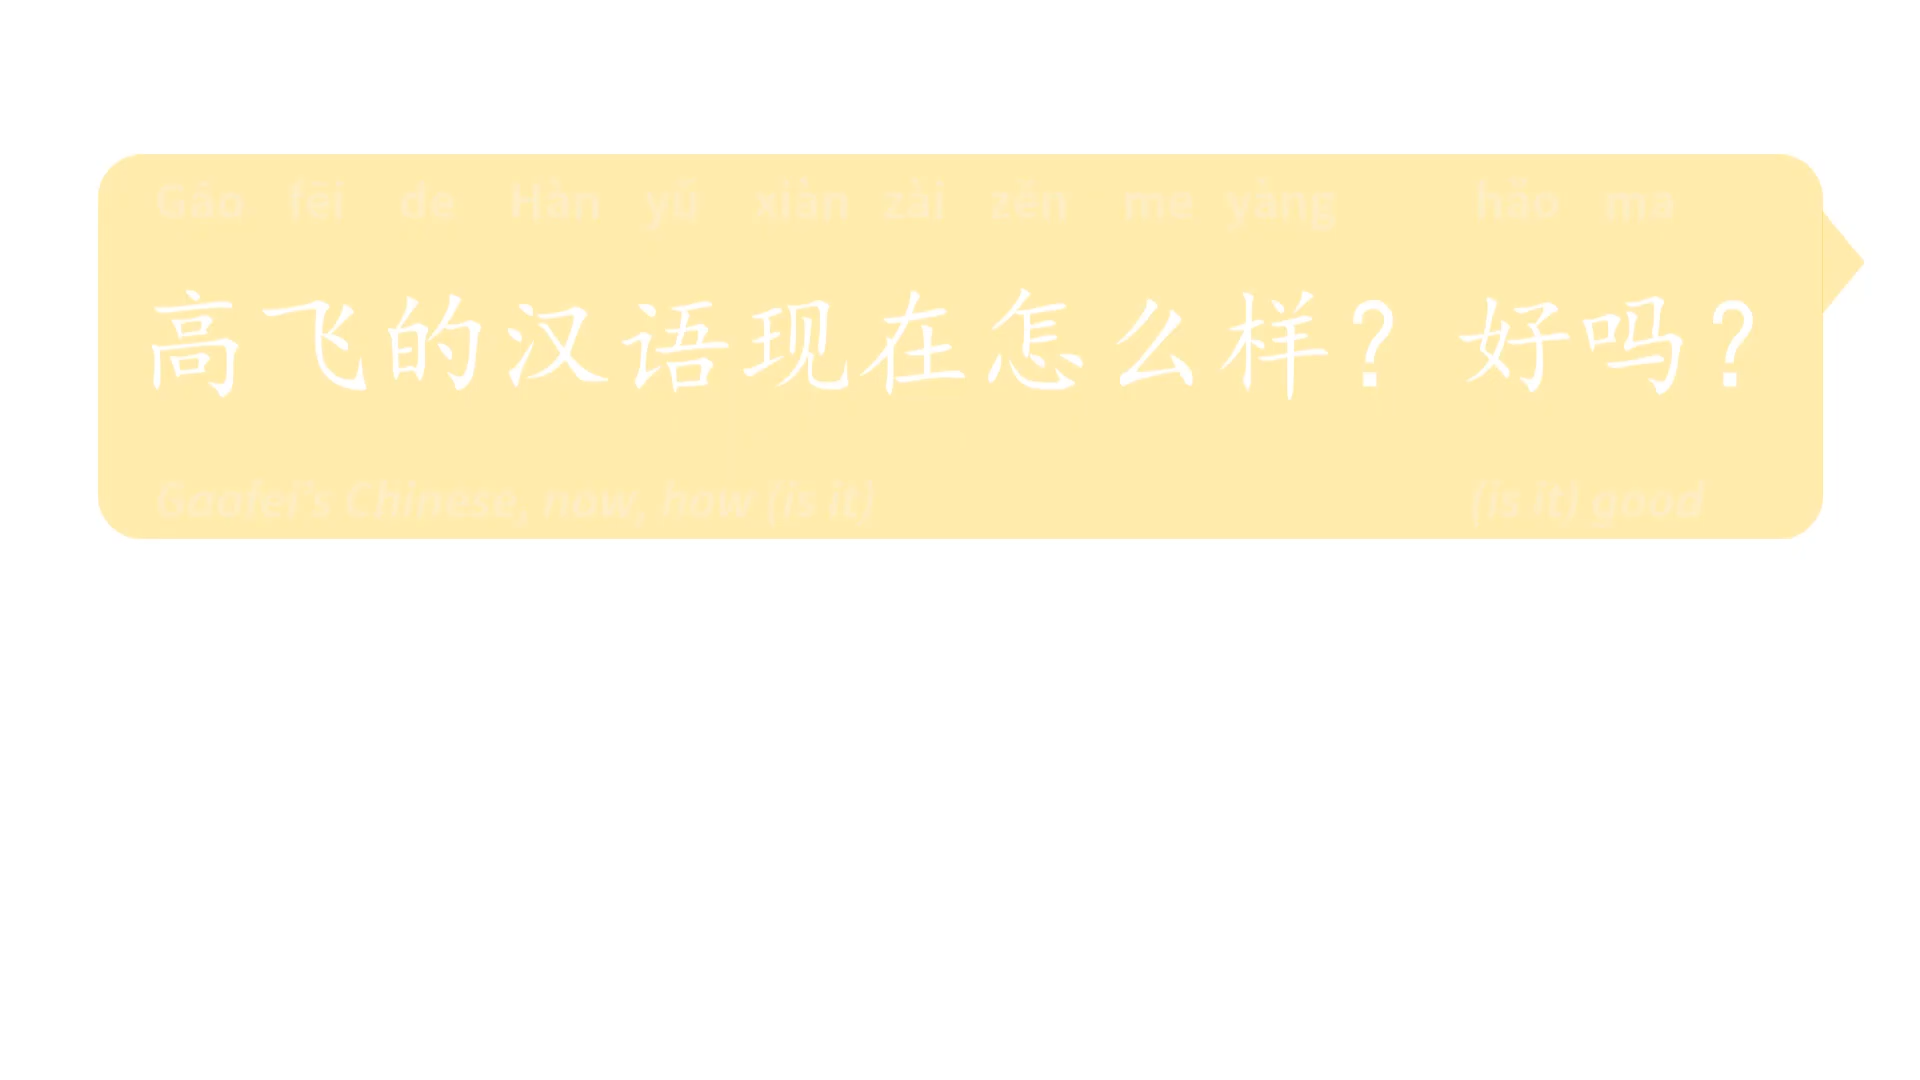 Gāo fēi de Hàn yǔ xiàn zài zěn me yàng hǎo ma
高飞的汉语现在怎么样？好吗？
Gaofei's Chinese, now, how (is it) (is it) good